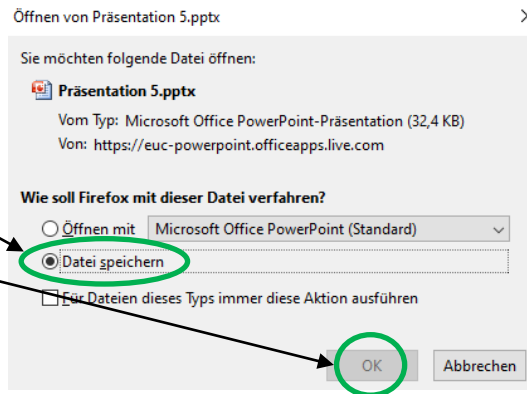 Öffnen von Präsentation 5.pptx
Sie möchten folgende Datei öffnen:
Präsentation 5.pptx
Vom Typ: Microsoft Office PowerPoint-Präsentation (32,4 KB)
Von: https://euc-powerpoint.officeapps.live.com
Wie soll Firefox mit dieser Datei verfahren?
Öffnen mit Microsoft Office PowerPoint (Standard)
Datei speichern
Für Dateien dieses Typs immer diese Aktion ausführen
OK Abbrechen